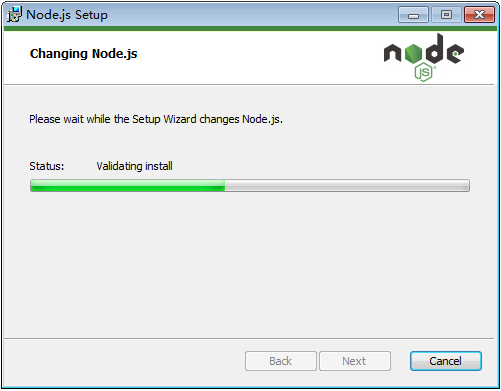 Node.js Setup
Changing Node.js
node
JS
Please wait while the Setup Wizard changes Node.js.
Status: Validating install
Back Next Cancel